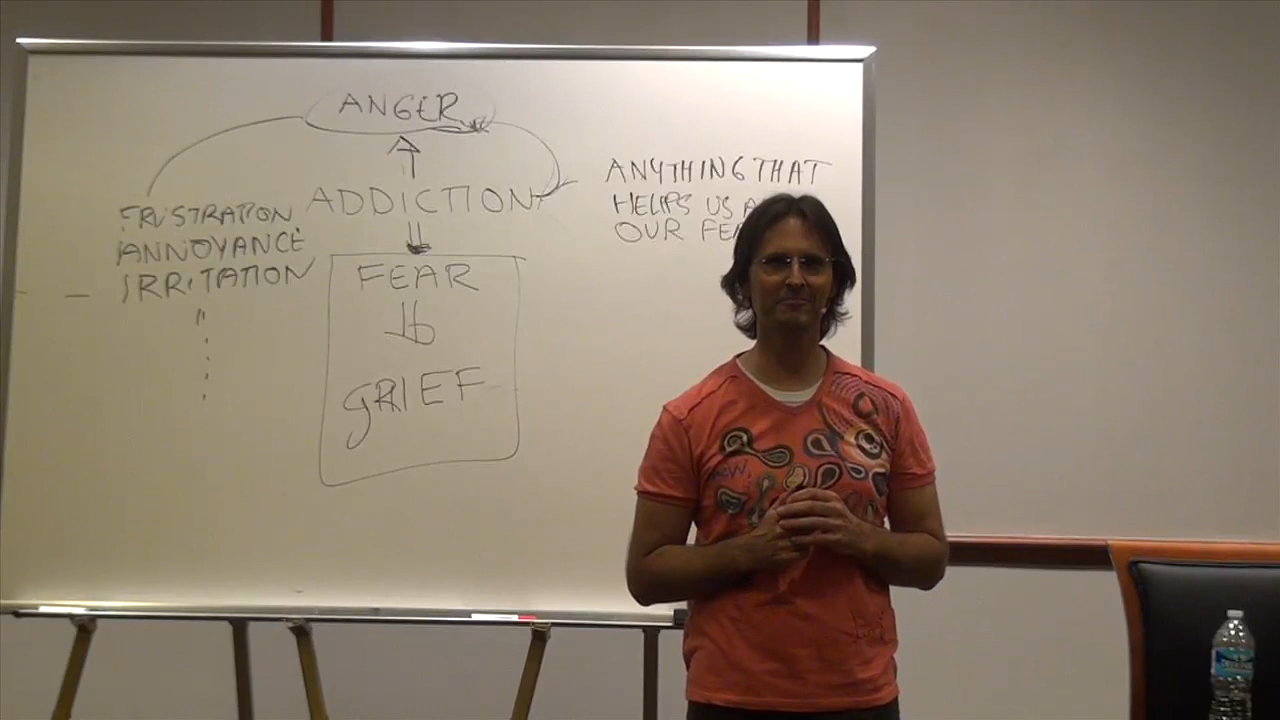 ANGER
ADDICTION
FRUSTRATION
ANNOYANCE
IRRITATION
FEAR
GRIEF
ANYTHING THAT
HELPS US
OUR